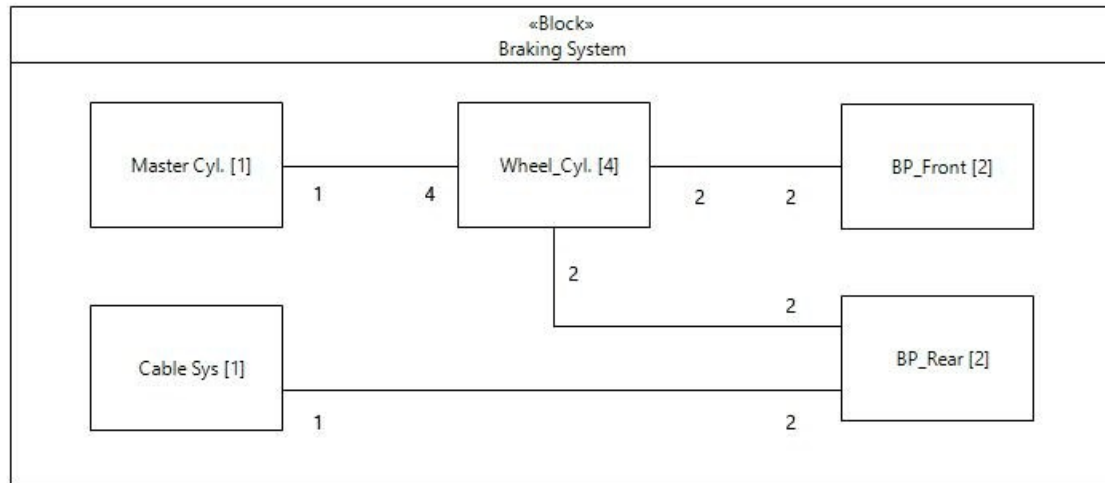 «Block»
Braking System
Master Cyl. [1]
Wheel_Cyl. [4]
BP_Front [2]
1
4
2
2
2
2
Cable Sys [1]
BP_Rear [2]
1
2